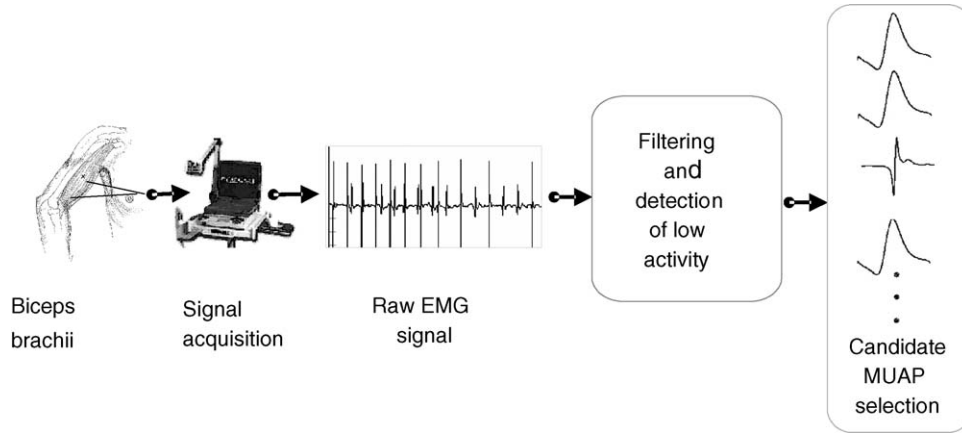 Biceps
brachii
Signal
acquisition
Raw EMG
signal
Filtering
and
detection
of low
activity
Candidate
MUAP
selection